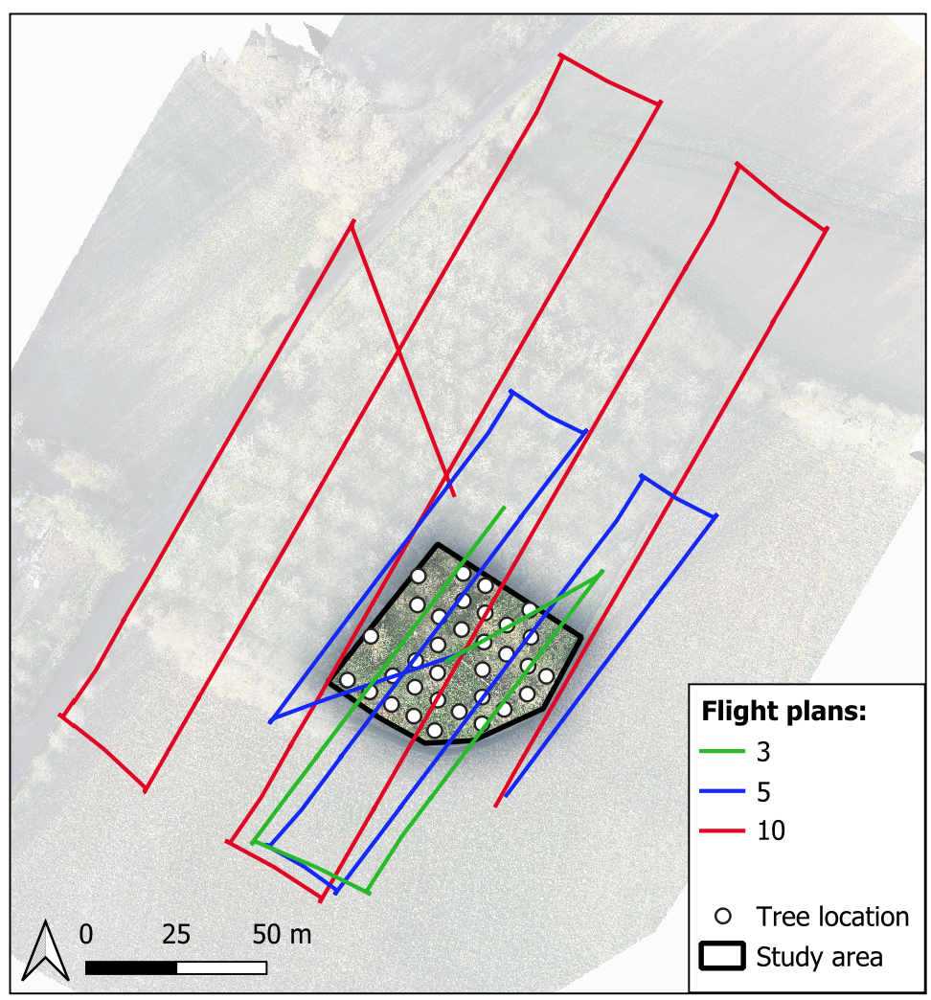 Flight plans:
3
5
10
Tree location
Study area
0 25 50 m